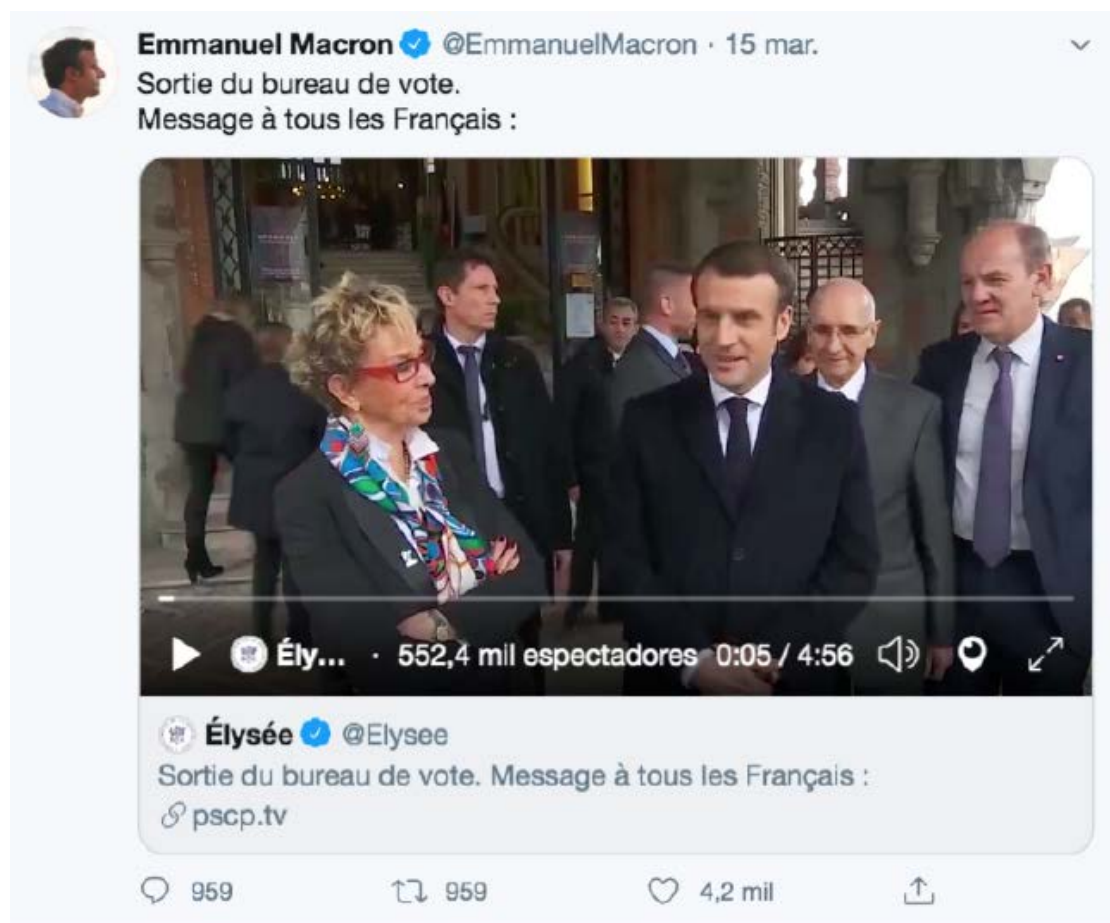 Emmanuel Macron @EmmanuelMacron · 15 mar.
Sortie du bureau de vote.
Message à tous les Français :
Ély... · 552,4 mil espectadores 0:05 / 4:56
Élysée @Elysee
Sortie du bureau de vote. Message à tous les Français :
pscp.tv
959 959 4,2 mil